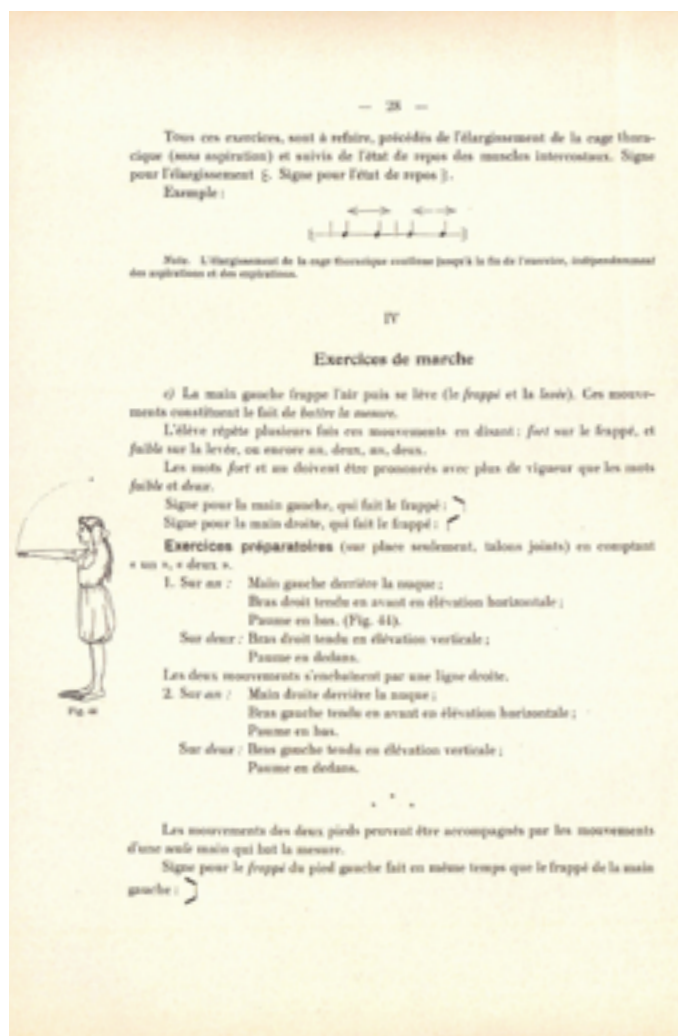 — 28 —
Tous ces exercices, sont à refaire, précédés de l'élargissement de la cage thora-
cique (sans aspiration) et suivis de l'état de repos des muscles intercostaux. Signe
pour l'élargissement . Signe pour l'état de repos .
Exemple :
Nota. L'élargissement de la cage thoracique continue jusqu'à la fin de l'exercice, indépendamment
des aspirations et des expirations.
IV
Exercices de marche
c) La main gauche frappe l'air puis se lève (le frappé et la levée). Ces mouve-
ments constituent le fait de battre la mesure.
L'élève répète plusieurs fois ces mouvements en disant : fort sur le frappé, et
faible sur la levée, ou encore un, deux, un, deux.
Les mots fort et un doivent être prononcés avec plus de vigueur que les mots
faible et deux.
Signe pour la main gauche, qui fait le frappé :
Signe pour la main droite, qui fait le frappé :
Exercices préparatoires (sur place seulement, talons joints) en comptant
« un », « deux ».
1. Sur un : Main gauche derrière la nuque ;
Bras droit tendu en avant en élévation horizontale ;
Paume en bas. (Fig. 44).
Sur deux : Bras droit tendu en élévation verticale ;
Paume en dedans.
Les deux mouvements s'enchaînent par une ligne droite.
2. Sur un : Main droite derrière la nuque ;
Bras gauche tendu en avant en élévation horizontale ;
Paume en bas.
Sur deux : Bras gauche tendu en élévation verticale ;
Paume en dedans.
Fig. 44
Les mouvements des deux pieds peuvent être accompagnés par les mouvements
d'une seule main qui bat la mesure.
Signe pour le frappé du pied gauche fait en même temps que le frappé de la main
gauche :